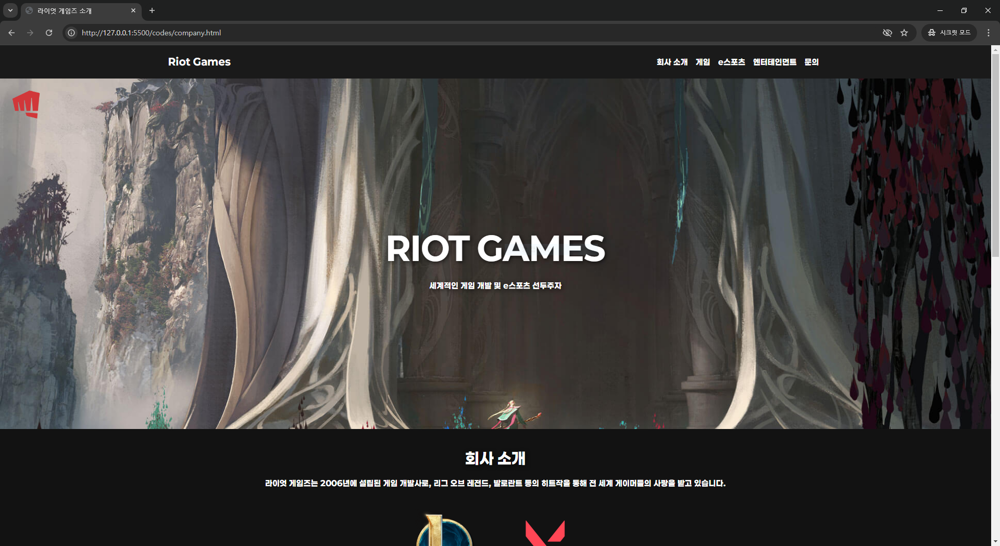 라이엇 게임즈 소개
http://127.0.0.1:5500/codes/company.html
시크릿 모드
Riot Games
회사 소개 게임 e스포츠 엔터테인먼트 문의
RIOT GAMES
세계적인 게임 개발 및 e스포츠 선두주자
회사 소개
라이엇 게임즈는 2006년에 설립된 게임 개발사로, 리그 오브 레전드, 발로란트 등의 히트작을 통해 전 세계 게이머들의 사랑을 받고 있습니다.